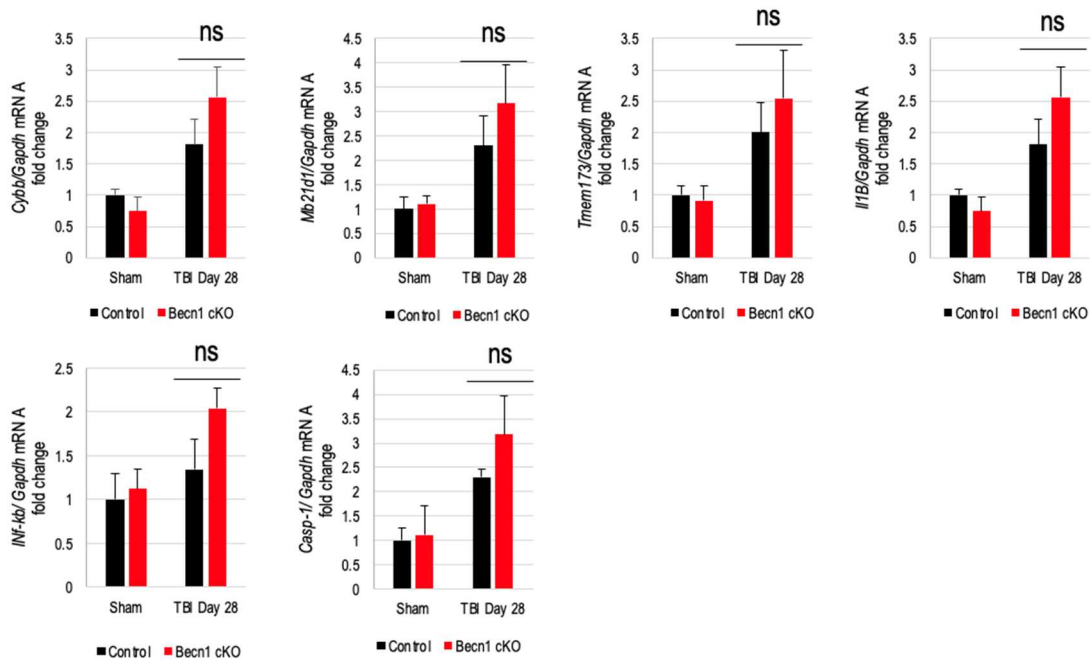 ns
Cybb/Gapdh mRN A
fold change
3.5
3
2.5
2
1.5
1
0.5
0
Sham
TBI Day 28
Control
Becn1 cKO
ns
Mb21d1/Gapdh mRN A
fold change
4.5
4
3.5
3
2.5
2
1.5
1
0.5
0
Sham
TBI Day 28
Control
Becn1 cKO
ns
Tmem173/Gapdh mRN A
fold change
3.5
3
2.5
2
1.5
1
0.5
0
Sham
TBI Day 28
Control
Becn1 cKO
ns
Il1B/Gapdh mRN A
fold change
3.5
3
2.5
2
1.5
1
0.5
0
Sham
TBI Day 28
Control
Becn1 cKO
ns
INf-kb/ Gapdh mRN A
fold change
2.5
2
1.5
1
0.5
0
Sham
TBI Day 28
Control
Becn1 cKO
ns
Casp-1/ Gapdh mRN A
fold change
4.5
4
3.5
3
2.5
2
1.5
1
0.5
0
Sham
TBI Day 28
Control
Becn1 cKO